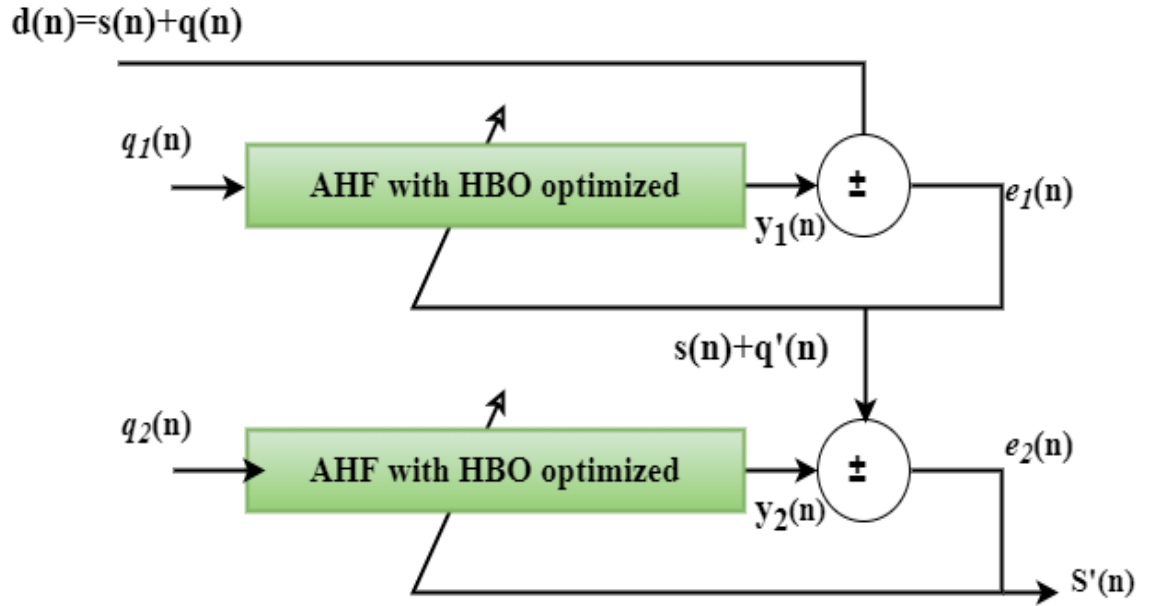 d(n)=s(n)+q(n)
q1(n)
AHF with HBO optimized
±
e1(n)
y1(n)
s(n)+q'(n)
q2(n)
AHF with HBO optimized
±
e2(n)
y2(n)
S'(n)